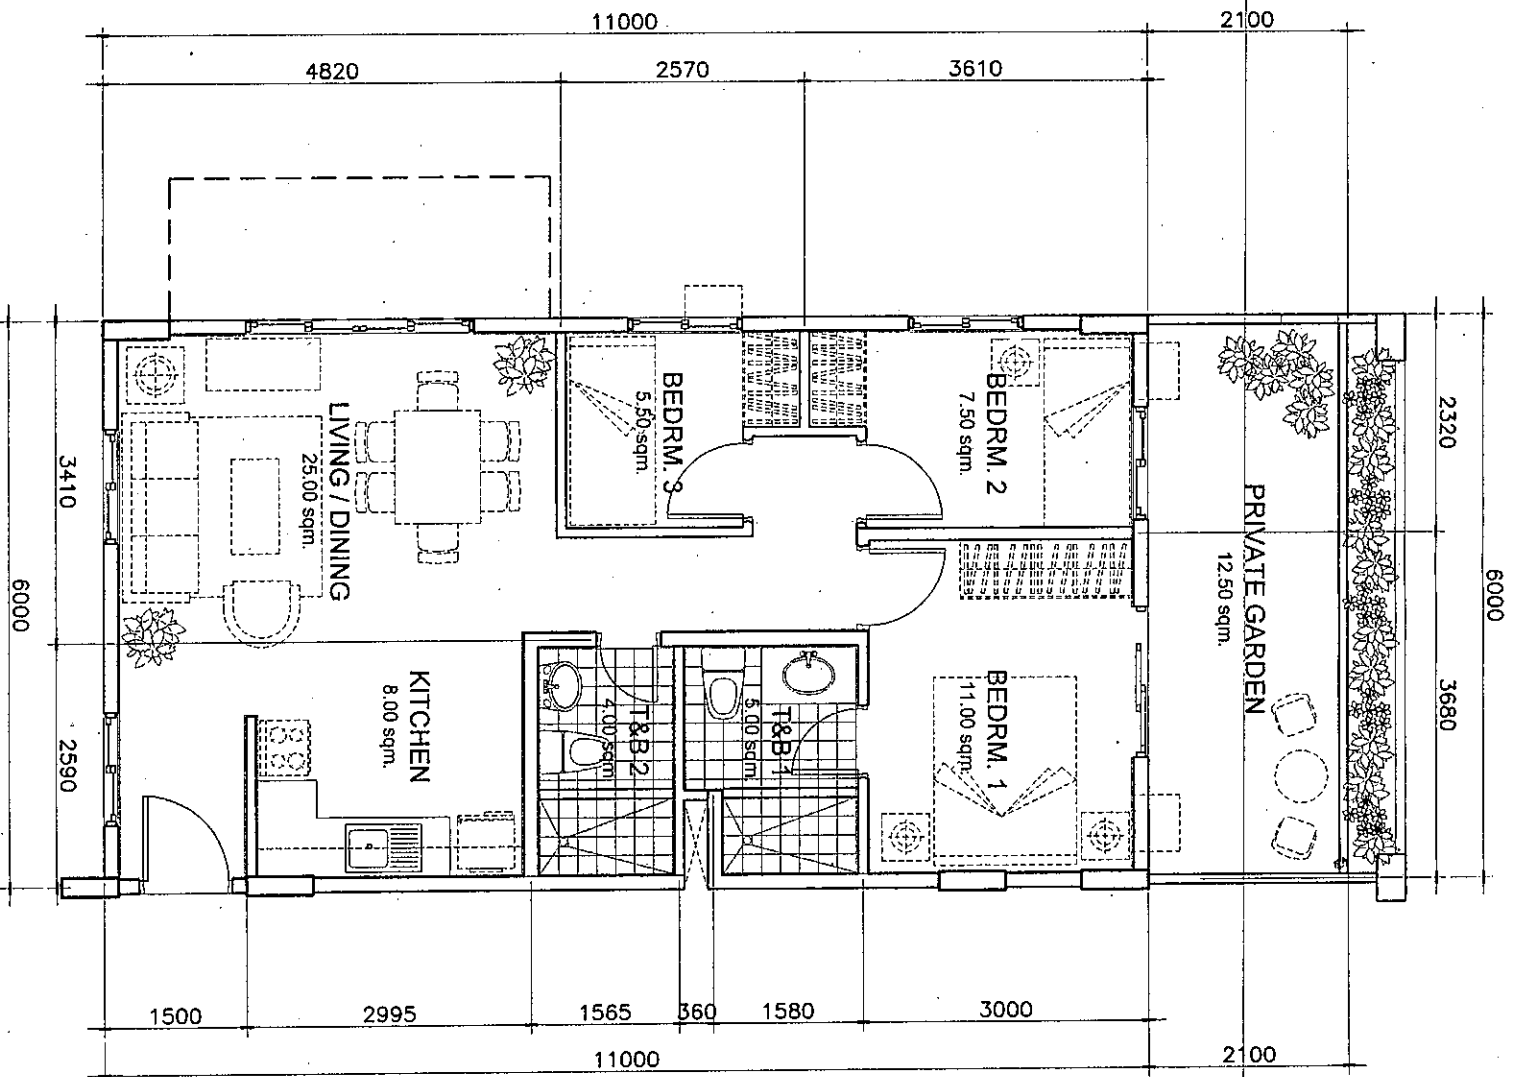 11000
2100
4820
2570
3610
LIVING / DINING
25.00 sqm.
BEDRM. 3
5.50 sqm.
BEDRM. 2
7.50 sqm.
PRIVATE GARDEN
12.50 sqm.
KITCHEN
8.00 sqm.
T&B 2
4.00 sqm.
T&B 1
5.00 sqm.
BEDRM. 1
11.00 sqm.
3410
2590
6000
2320
3680
6000
1500
2995
1565
360
1580
3000
11000
2100